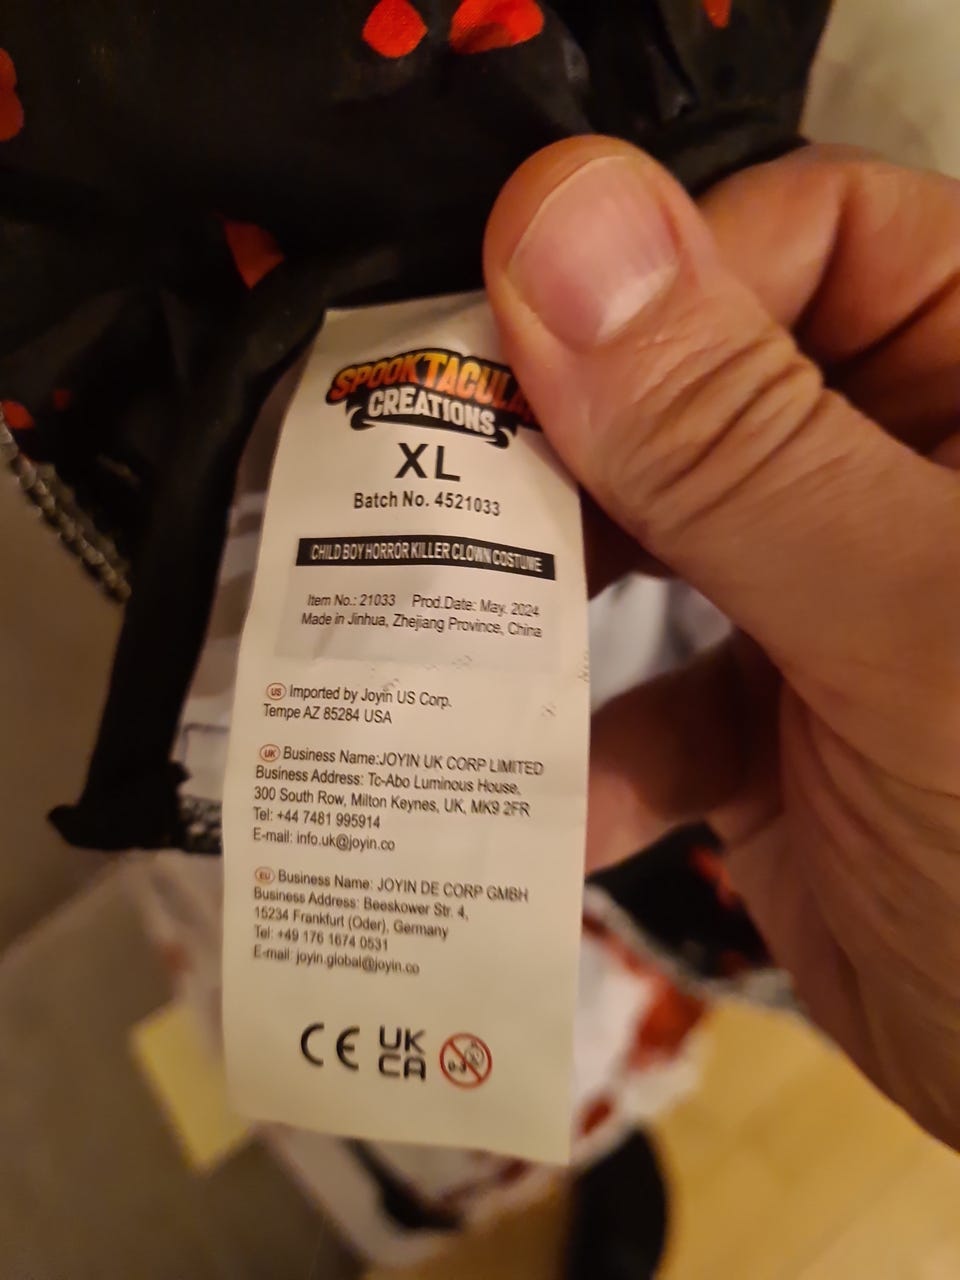 SPOOKTACULA
CREATIONS
XL
Batch No. 4521033
CHILD BOY HORROR KILLER CLOWN COSTUME
Item No.: 21033 Prod.Date: May. 2024
Made in Jinhua, Zhejiang Province, China
US Imported by Joyin US Corp.
Tempe AZ 85284 USA
UK Business Name:JOYIN UK CORP LIMITED
Business Address: Tc-Abo Luminous House,
300 South Row, Milton Keynes, UK, MK9 2FR
Tel: +44 7481 995914
E-mail: info.uk@joyin.co
EU Business Name: JOYIN DE CORP GMBH
Business Address: Beeskower Str. 4,
15234 Frankfurt (Oder), Germany
Tel: +49 176 1674 0531
E-mail: joyin.global@joyin.co
CE UK CA 0-3